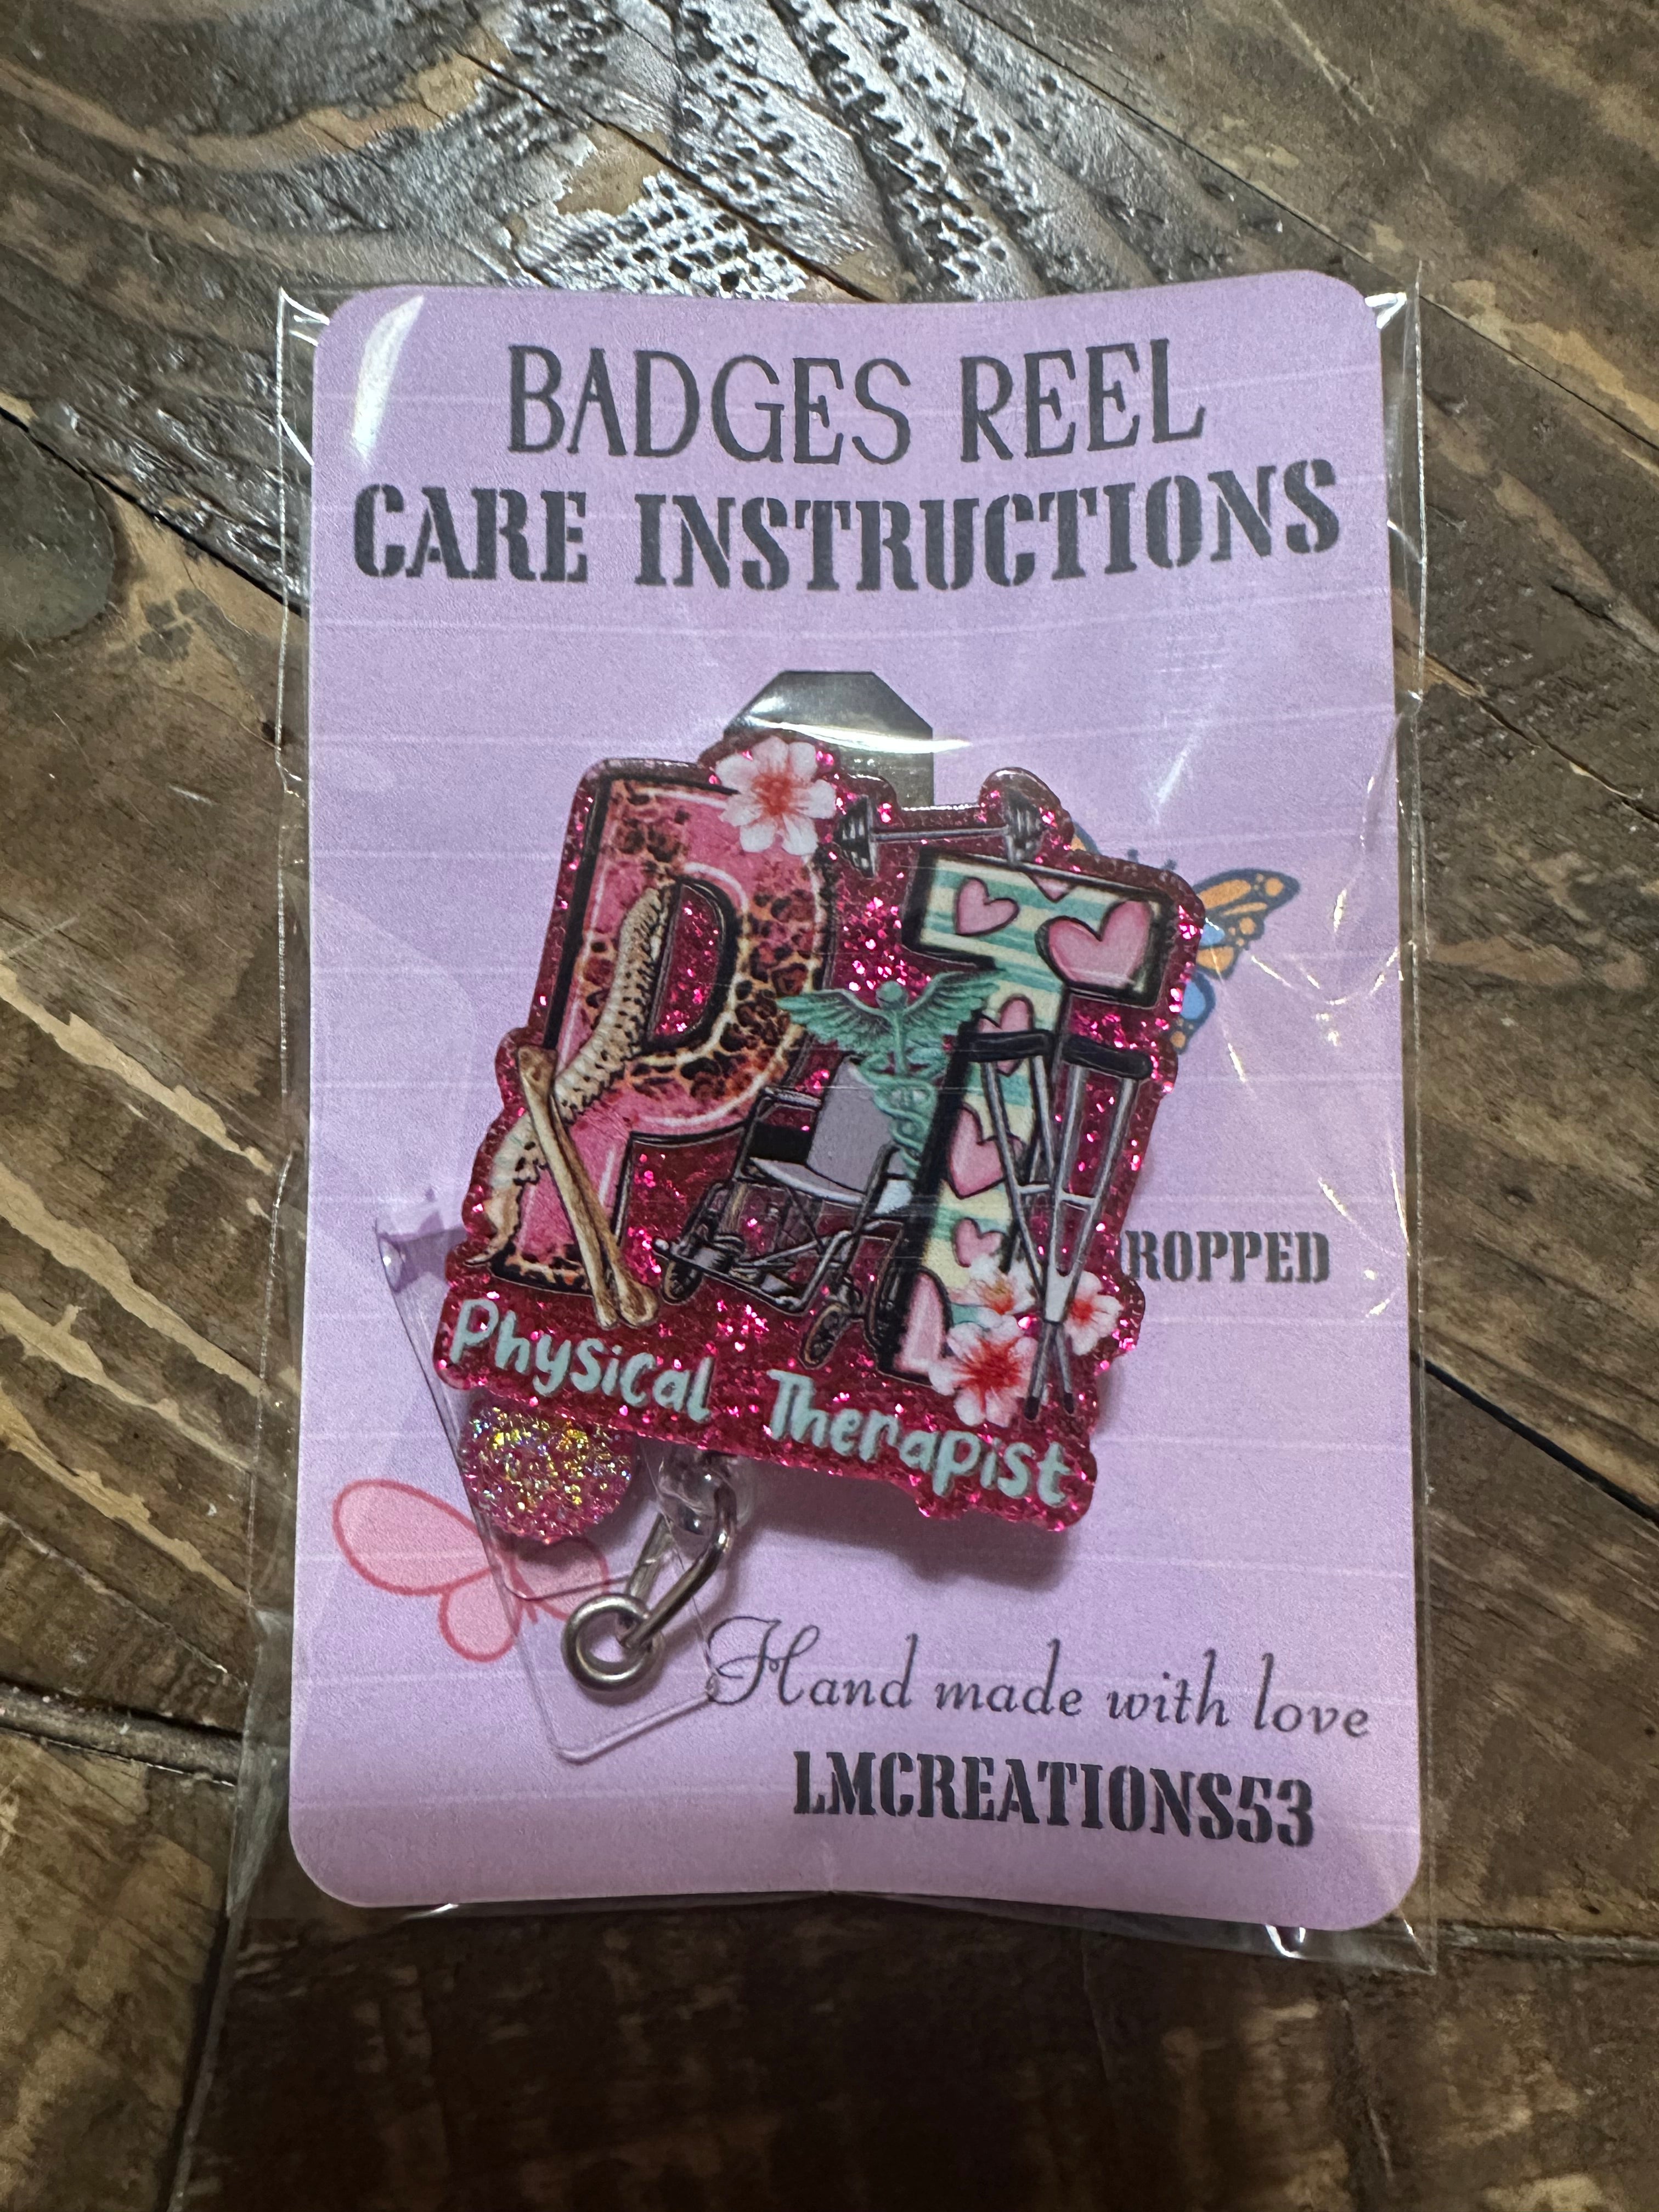 BADGES REEL
CARE INSTRUCTIONS
PT
ROPPED
Physical Therapist
Hand made with love
LMCREATIONS53